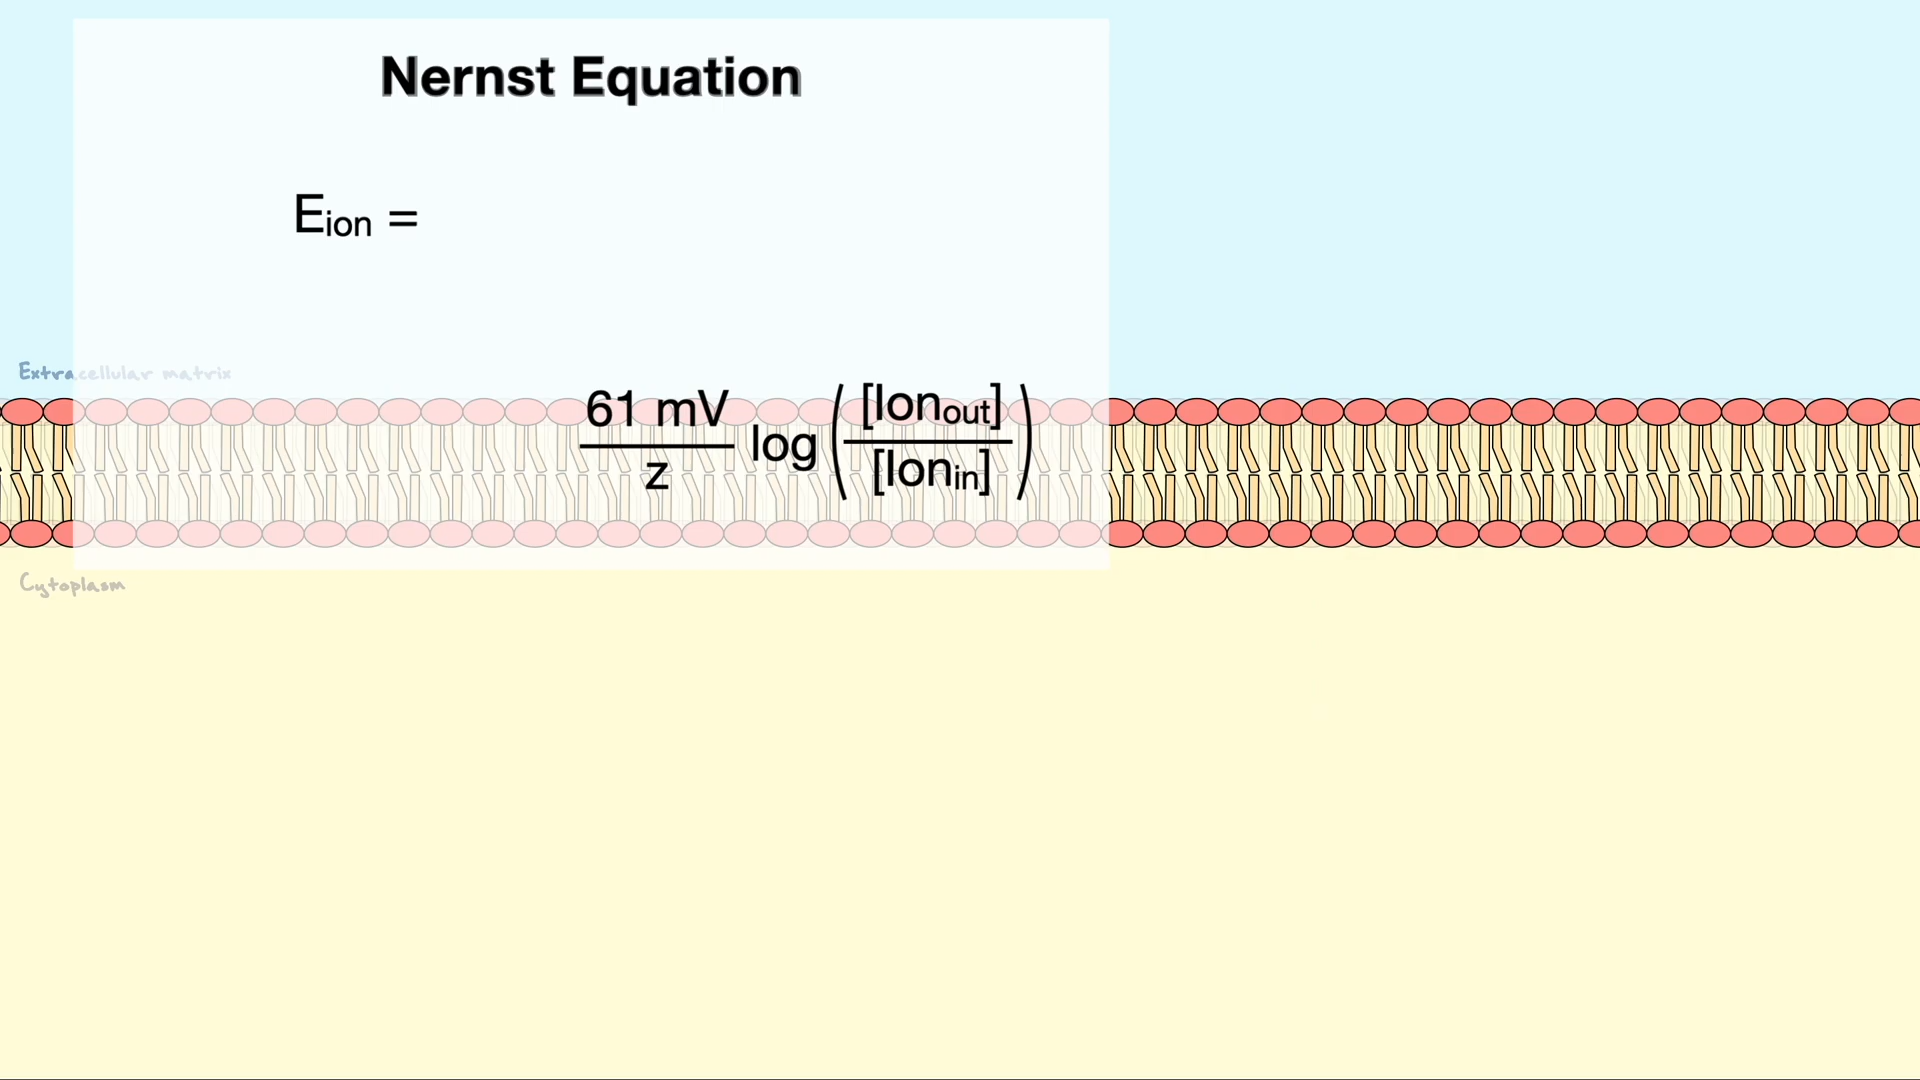 Nernst Equation
Eion =
Extracellular matrix
61 mV
z
log
([Ionout]
[Ionin])
Cytoplasm